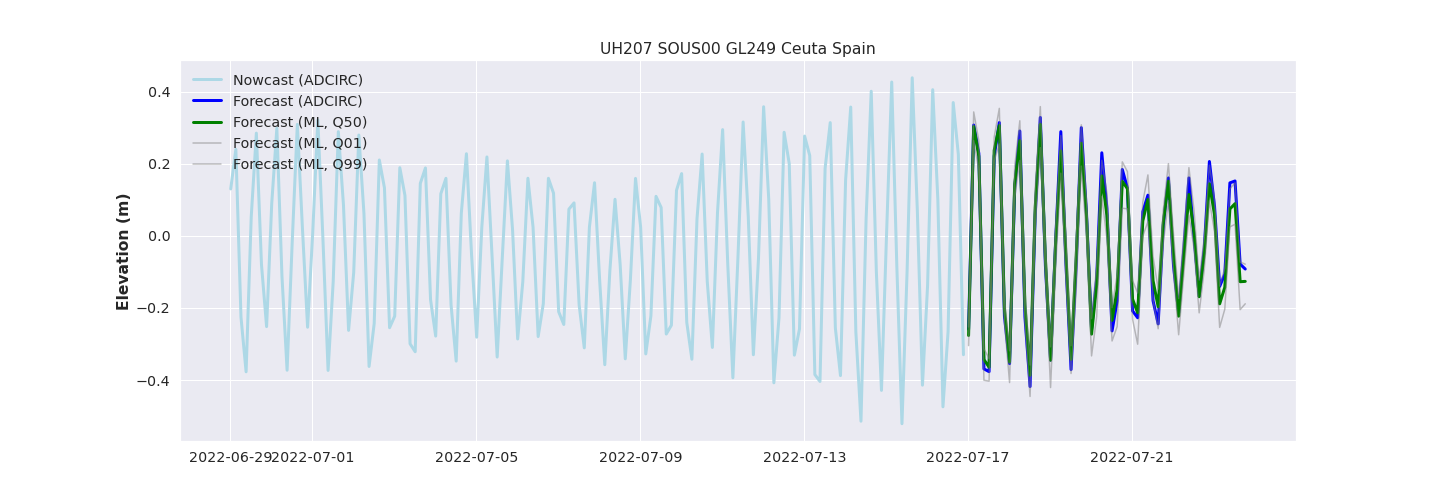 UH207 SOUS00 GL249 Ceuta Spain
Nowcast (ADCIRC)
Forecast (ADCIRC)
Forecast (ML, Q50)
Forecast (ML, Q01)
Forecast (ML, Q99)
Elevation (m)
0.4
0.2
0.0
−0.2
−0.4
2022-06-29 2022-07-01 2022-07-05 2022-07-09 2022-07-13 2022-07-17 2022-07-21